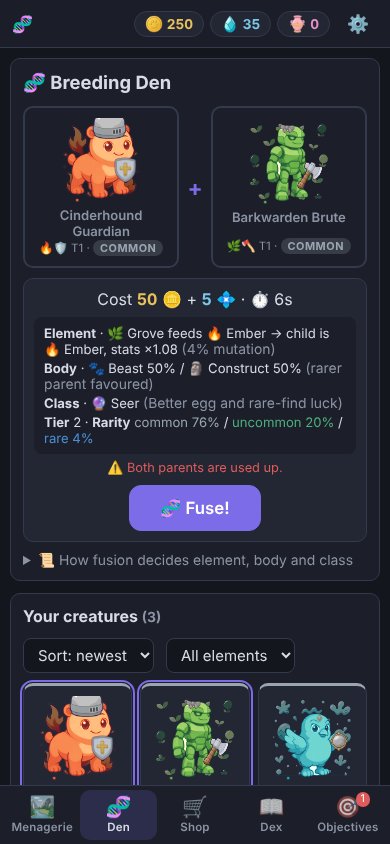 250 35 0
Breeding Den
Cinderhound
Guardian
T1 · COMMON
+
Barkwarden Brute
T1 · COMMON
Cost 50 + 5 · 6s
Element · Grove feeds Ember → child is
Ember, stats ×1.08 (4% mutation)
Body · Beast 50% / Construct 50% (rarer
parent favoured)
Class · Seer (Better egg and rare-find luck)
Tier 2 · Rarity common 76% / uncommon 20% /
rare 4%
Both parents are used up.
Fuse!
How fusion decides element, body and class
Your creatures (3)
Sort: newest All elements
1
Menagerie Den Shop Dex Objectives